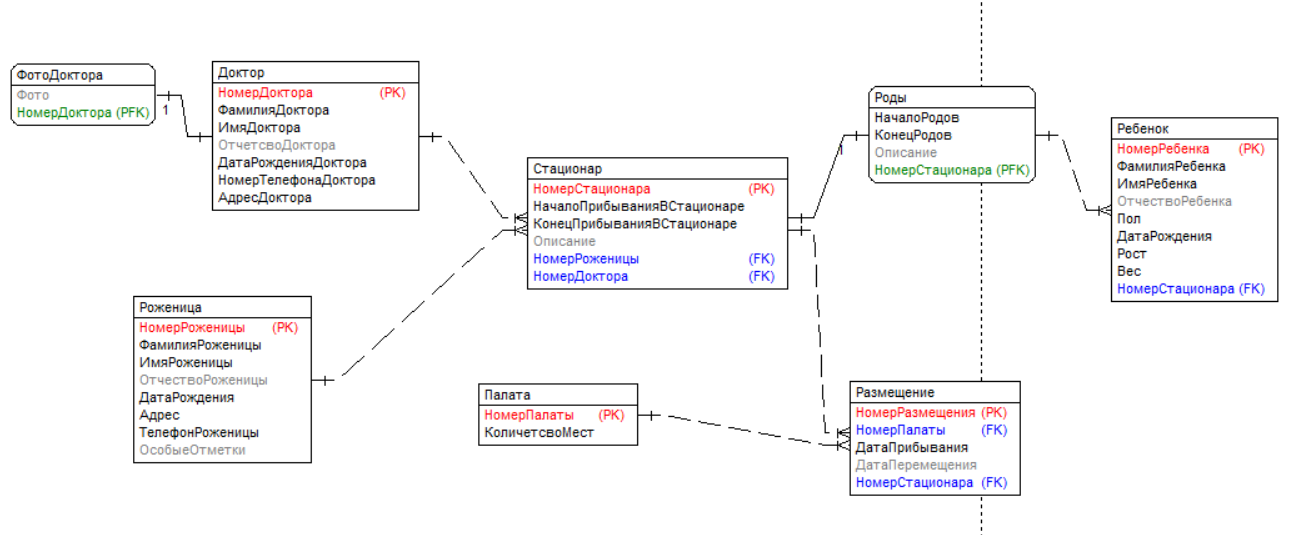 ФотоДоктора
Фото
НомерДоктора (PFK)
1
Доктор
НомерДоктора (PK)
ФамилияДоктора
ИмяДоктора
ОтчетсвоДоктора
ДатаРожденияДоктора
НомерТелефонаДоктора
АдресДоктора
Стационар
НомерСтационара (PK)
НачалоПрибыванияВСтационаре
КонецПрибыванияВСтационаре
Описание
НомерРоженицы (FK)
НомерДоктора (FK)
Роды
НачалоРодов
КонецРодов
Описание
НомерСтационара (PFK)
1
Ребенок
НомерРебенка (PK)
ФамилияРебенка
ИмяРебенка
ОтчествоРебенка
Пол
ДатаРождения
Рост
Вес
НомерСтационара (FK)
Роженица
НомерРоженицы (PK)
ФамилияРоженицы
ИмяРоженицы
ОтчествоРоженицы
ДатаРождения
Адрес
ТелефонРоженицы
ОсобыеОтметки
Палата
НомерПалаты (PK)
КоличетсвоМест
Размещение
НомерРазмещения (PK)
НомерПалаты (FK)
ДатаПрибывания
ДатаПеремещения
НомерСтационара (FK)